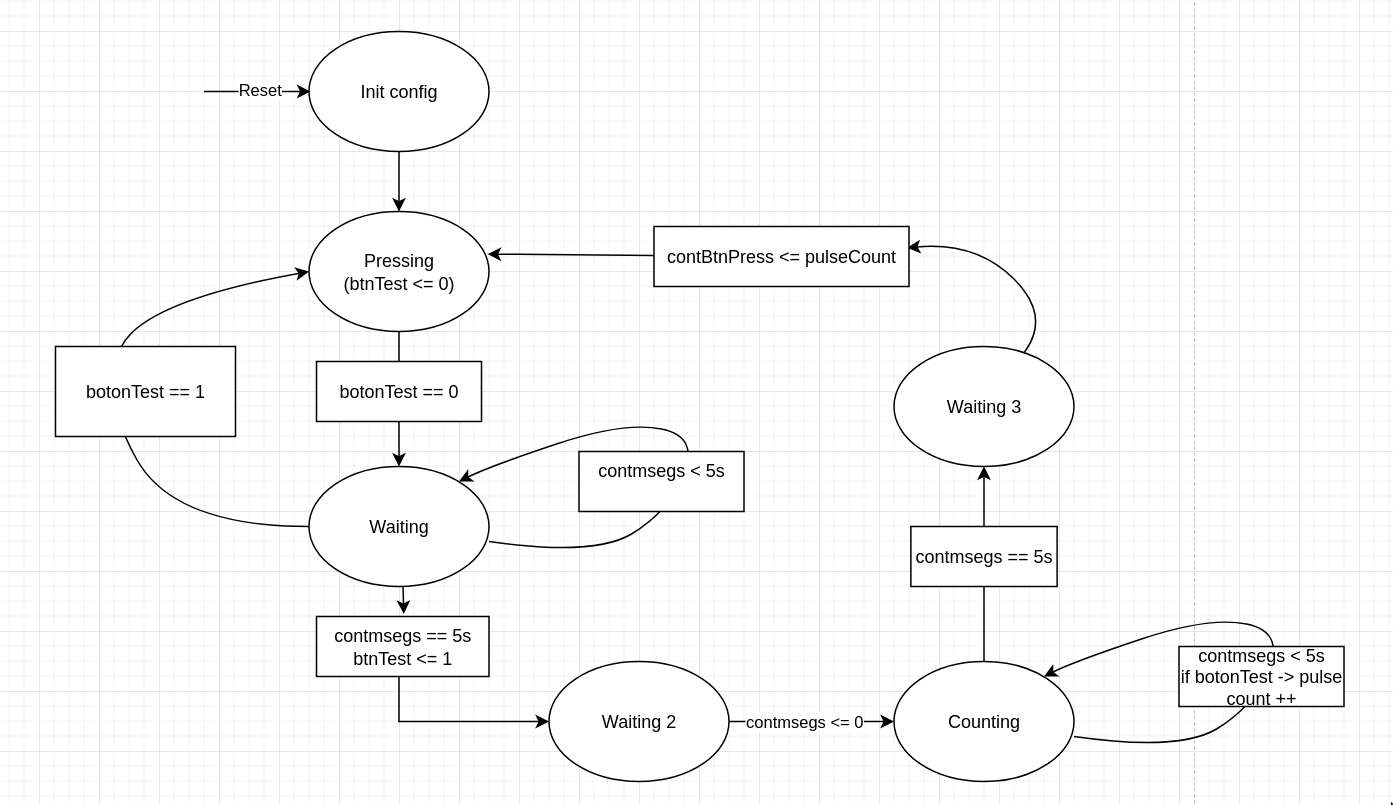 Reset
Init config
Pressing
(btnTest <= 0)
contBtnPress <= pulseCount
botonTest == 1
botonTest == 0
Waiting 3
contmsegs < 5s
Waiting
contmsegs == 5s
contmsegs == 5s
btnTest <= 1
contmsegs < 5s
if botonTest -> pulse
count ++
Waiting 2
contmsegs <= 0
Counting